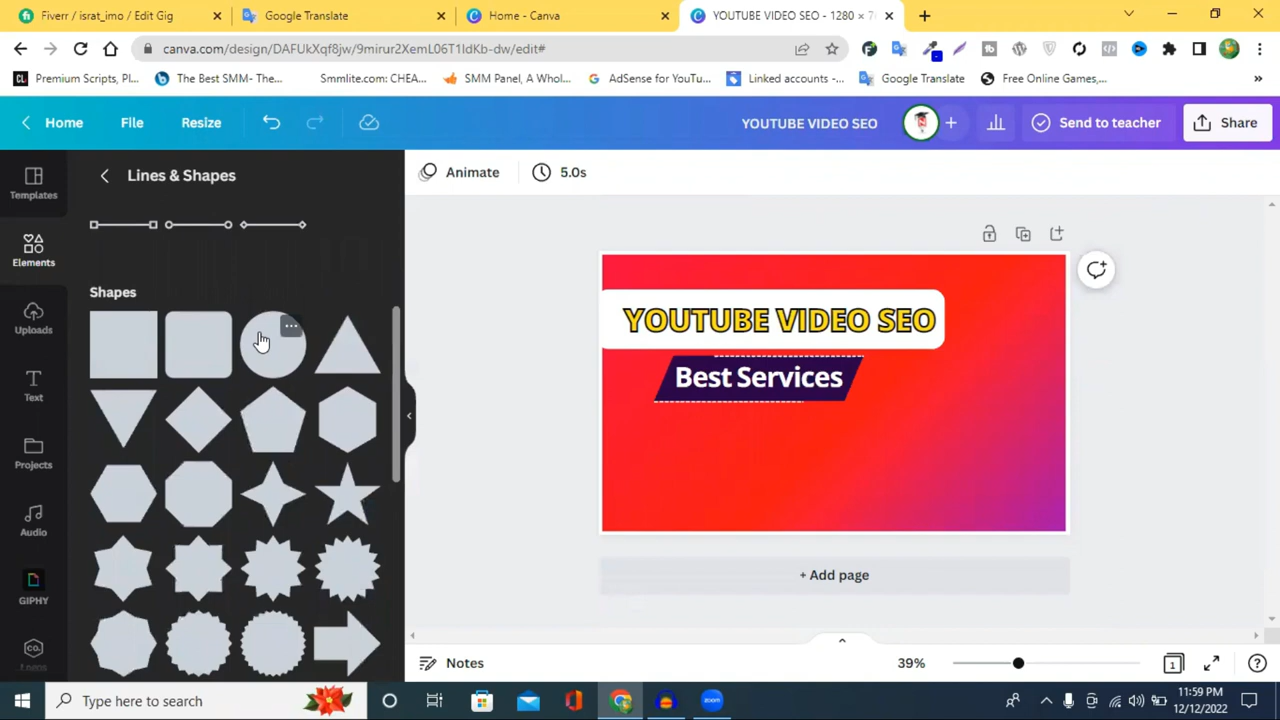 Fiverr / israt_imo / Edit Gig
Google Translate
Home - Canva
YOUTUBE VIDEO SEO - 1280 × 7
canva.com/design/DAFUkXqf8jw/9mirur2XemL06T1IdKb-dw/edit#
Premium Scripts, Pl...
The Best SMM- The...
Smmlite.com: CHEA...
SMM Panel, A Whol...
AdSense for YouTu...
Linked accounts -...
Google Translate
Free Online Games,...
Home
File
Resize
YOUTUBE VIDEO SEO
Send to teacher
Share
Templates
Elements
Uploads
Text
Projects
Audio
GIPHY
Lines & Shapes
Shapes
Animate
5.0s
YOUTUBE VIDEO SEO
Best Services
+ Add page
Notes
39%
1
Type here to search
zoom
11:59 PM
12/12/2022